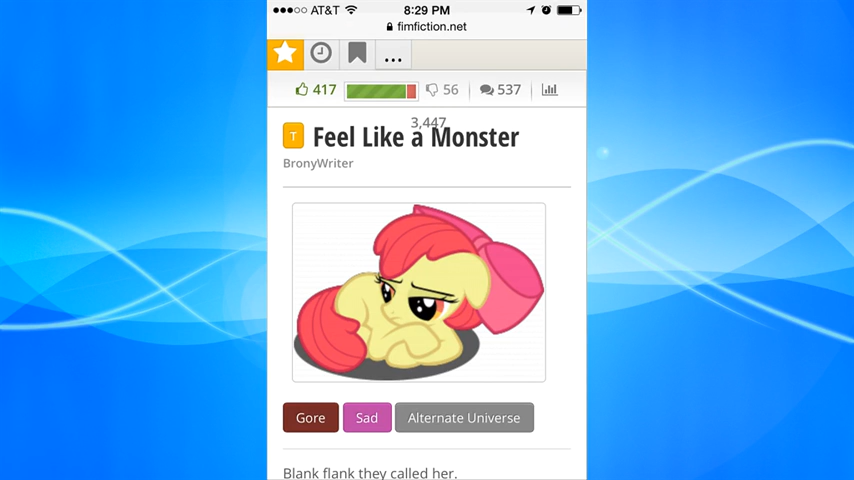 AT&T 8:29 PM
fimfiction.net
...
417 56 537
3,447
T Feel Like a Monster
BronyWriter
Gore Sad Alternate Universe
Blank flank they called her.